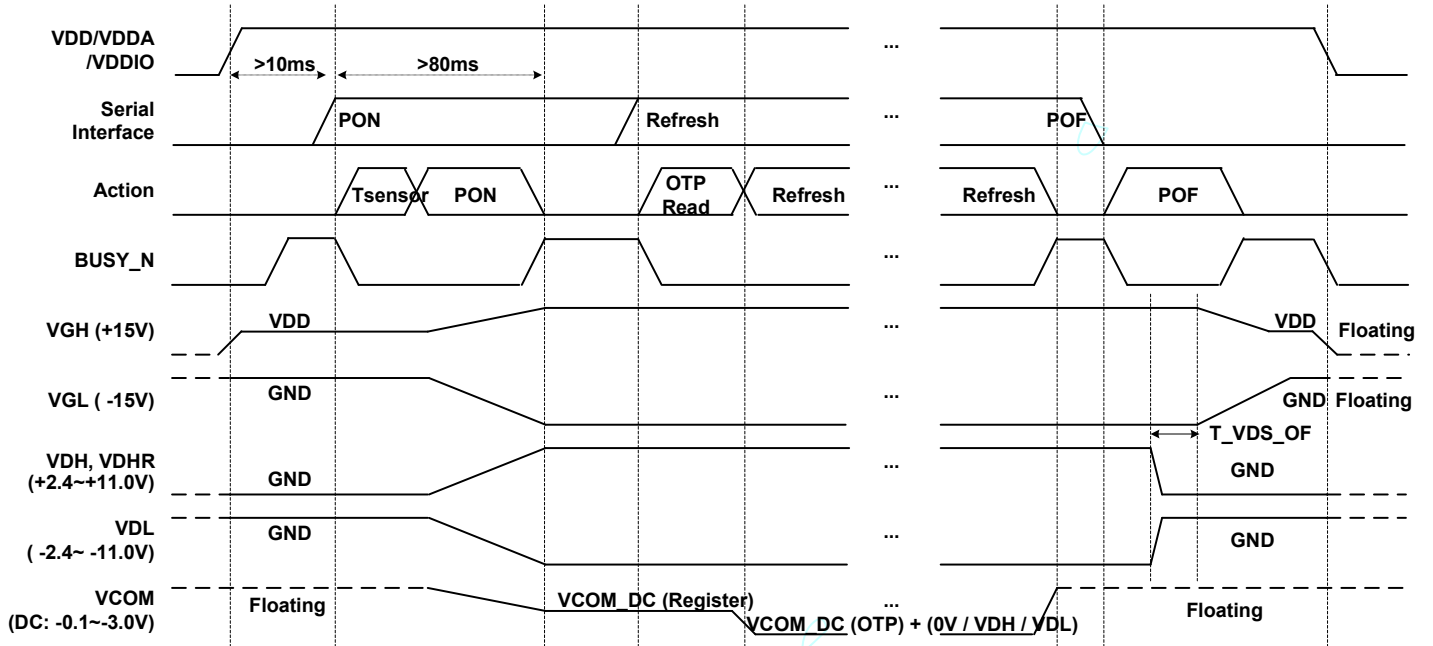 VDD/VDDA
/VDDIO
>10ms
>80ms
...
Serial
Interface
PON
Refresh
...
POF
Action
Tsensor
PON
OTP
Read
Refresh
...
Refresh
POF
BUSY_N
...
VGH (+15V)
VDD
...
VDD
Floating
VGL ( -15V)
GND
...
GND
Floating
T_VDS_OF
VDH, VDHR
(+2.4~+11.0V)
GND
...
GND
VDL
( -2.4~ -11.0V)
GND
...
GND
VCOM
(DC: -0.1~-3.0V)
Floating
VCOM_DC (Register)
...
VCOM_DC (OTP) + (0V / VDH / VDL)
Floating